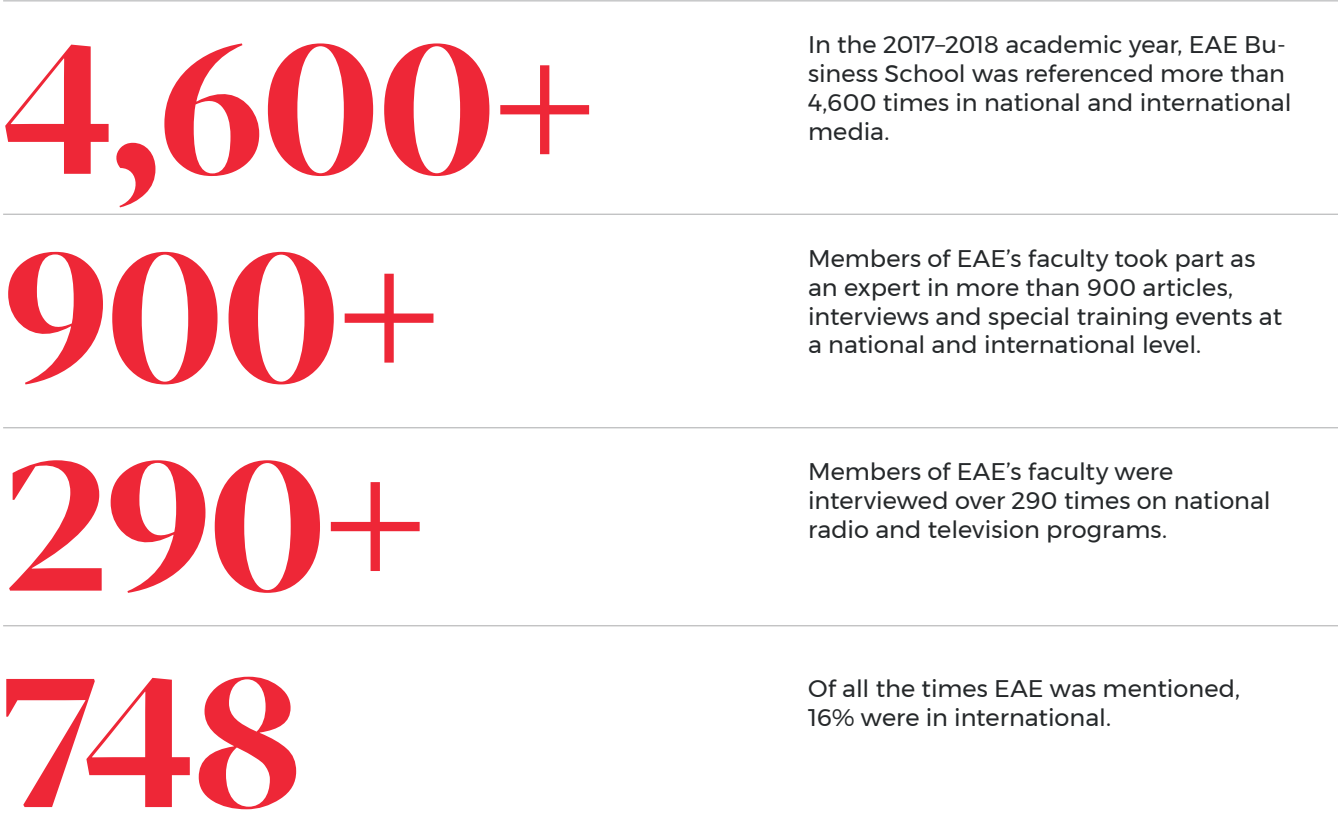 4,600+
In the 2017–2018 academic year, EAE Bu-
siness School was referenced more than
4,600 times in national and international
media.
900+
Members of EAE’s faculty took part as
an expert in more than 900 articles,
interviews and special training events at
a national and international level.
290+
Members of EAE’s faculty were
interviewed over 290 times on national
radio and television programs.
748
Of all the times EAE was mentioned,
16% were in international.